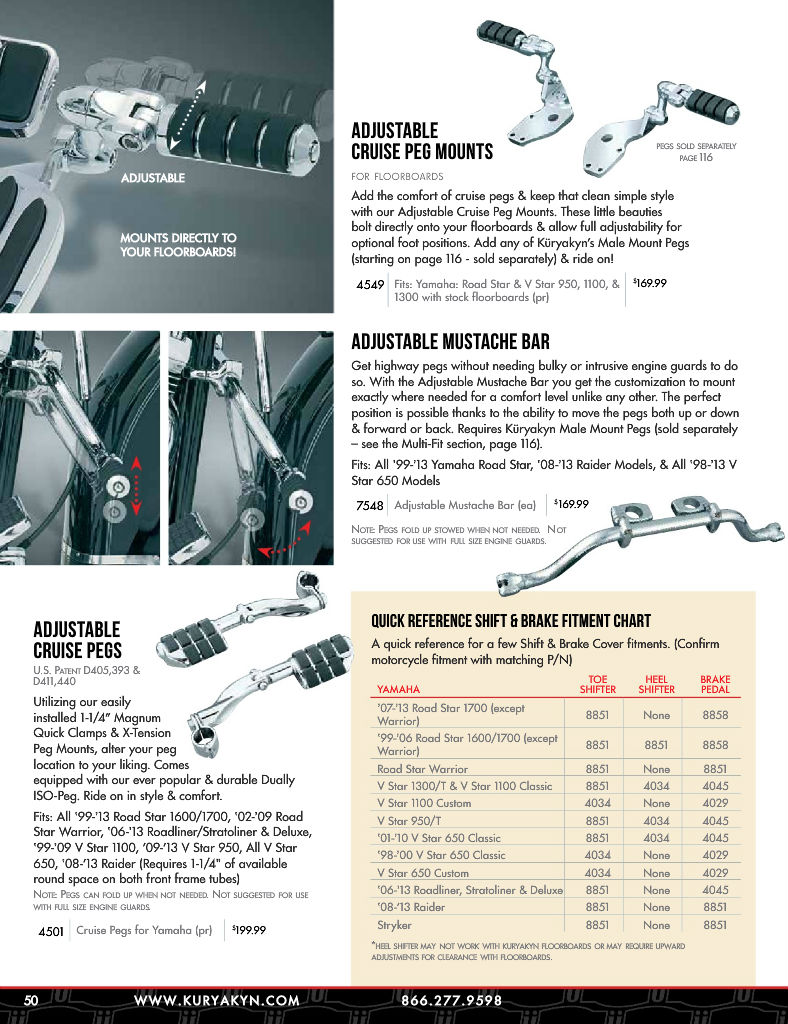 ADJUSTABLE
MOUNTS DIRECTLY TO
YOUR FLOORBOARDS!
PEGS SOLD SEPARATELY
PAGE 116
ADJUSTABLE
CRUISE PEG MOUNTS
FOR FLOORBOARDS
Add the comfort of cruise pegs & keep that clean simple style
with our Adjustable Cruise Peg Mounts. These little beauties
bolt directly onto your floorboards & allow full adjustability for
optional foot positions. Add any of Küryakyn's Male Mount Pegs
(starting on page 116 - sold separately) & ride on!
4549 Fits: Yamaha: Road Star & V Star 950, 1100, & $169.99
1300 with stock floorboards (pr)
ADJUSTABLE MUSTACHE BAR
Get highway pegs without needing bulky or intrusive engine guards to do
so. With the Adjustable Mustache Bar you get the customization to mount
exactly where needed for a comfort level unlike any other. The perfect
position is possible thanks to the ability to move the pegs both up or down
& forward or back. Requires Küryakyn Male Mount Pegs (sold separately
– see the Multi-Fit section, page 116).
Fits: All '99-'13 Yamaha Road Star, '08-'13 Raider Models, & All '98-'13 V
Star 650 Models
7548 Adjustable Mustache Bar (ea) $169.99
NOTE: PEGS FOLD UP STOWED WHEN NOT NEEDED. NOT
SUGGESTED FOR USE WITH FULL SIZE ENGINE GUARDS.
ADJUSTABLE
CRUISE PEGS
U.S. PATENT D405,393 &
D411,440
Utilizing our easily
installed 1-1/4" Magnum
Quick Clamps & X-Tension
Peg Mounts, alter your peg
location to your liking. Comes
equipped with our ever popular & durable Dually
ISO-Peg. Ride on in style & comfort.
Fits: All '99-'13 Road Star 1600/1700, '02-'09 Road
Star Warrior, '06-'13 Roadliner/Stratoliner & Deluxe,
'99-'09 V Star 1100, '09-'13 V Star 950, All V Star
650, '08-'13 Raider (Requires 1-1/4" of available
round space on both front frame tubes)
NOTE: PEGS CAN FOLD UP WHEN NOT NEEDED. NOT SUGGESTED FOR USE
WITH FULL SIZE ENGINE GUARDS.
4501 Cruise Pegs for Yamaha (pr) $199.99
QUICK REFERENCE SHIFT & BRAKE FITMENT CHART
A quick reference for a few Shift & Brake Cover fitments. (Confirm
motorcycle fitment with matching P/N)
YAMAHA TOE SHIFTER HEEL SHIFTER BRAKE PEDAL
'07-'13 Road Star 1700 (except
Warrior) 8851 None 8858
'99-'06 Road Star 1600/1700 (except
Warrior) 8851 8851 8858
Road Star Warrior 8851 None 8851
V Star 1300/T & V Star 1100 Classic 8851 4034 4045
V Star 1100 Custom 4034 None 4029
V Star 950/T 8851 4034 4045
'01-'10 V Star 650 Classic 8851 4034 4045
'98-'00 V Star 650 Classic 4034 None 4029
V Star 650 Custom 4034 None 4029
'06-'13 Roadliner, Stratoliner & Deluxe 8851 None 4045
'08-'13 Raider 8851 None 8851
Stryker 8851 None 8851
*HEEL SHIFTER MAY NOT WORK WITH KURYAKYN FLOORBOARDS OR MAY REQUIRE UPWARD
ADJUSTMENTS FOR CLEARANCE WITH FLOORBOARDS.
50 WWW.KURYAKYN.COM 866.277.9598